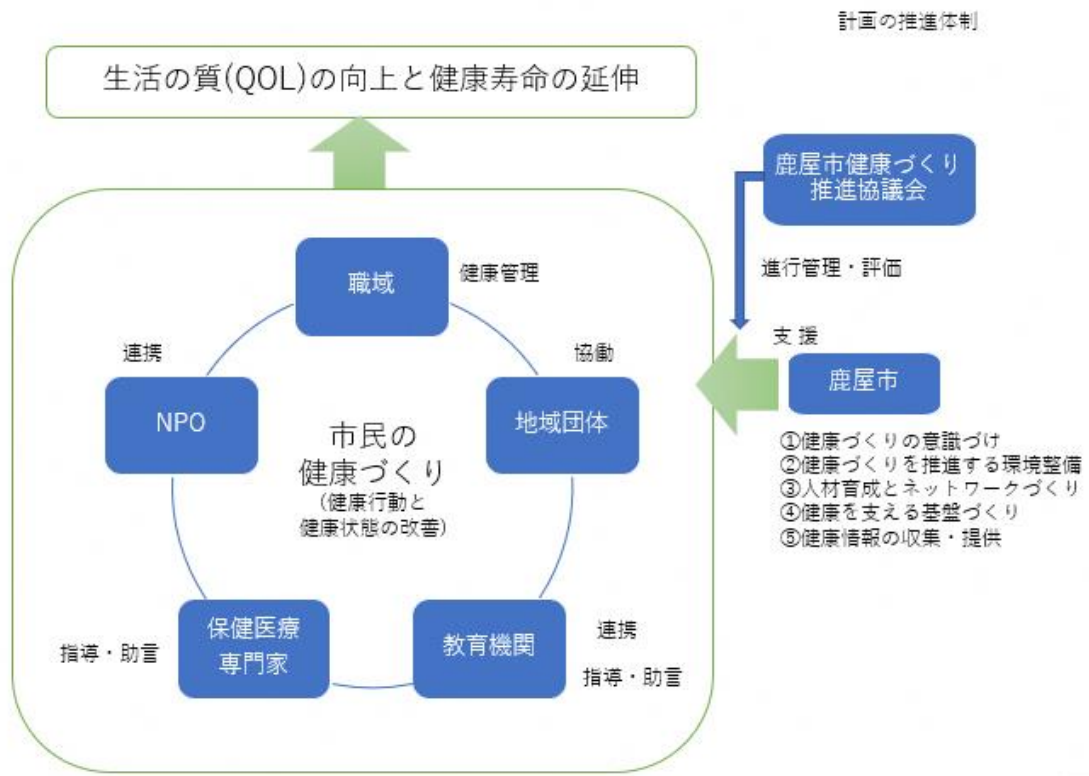 計画の推進体制
生活の質(QOL)の向上と健康寿命の延伸
鹿屋市健康づくり
推進協議会
進行管理・評価
職域
健康管理
連携
協働
支 援
NPO
地域団体
鹿屋市
市民の
健康づくり
(健康行動と
健康状態の改善)
①健康づくりの意識づけ
②健康づくりを推進する環境整備
③人材育成とネットワークづくり
④健康を支える基盤づくり
⑤健康情報の収集・提供
保健医療
専門家
指導・助言
教育機関
連携
指導・助言